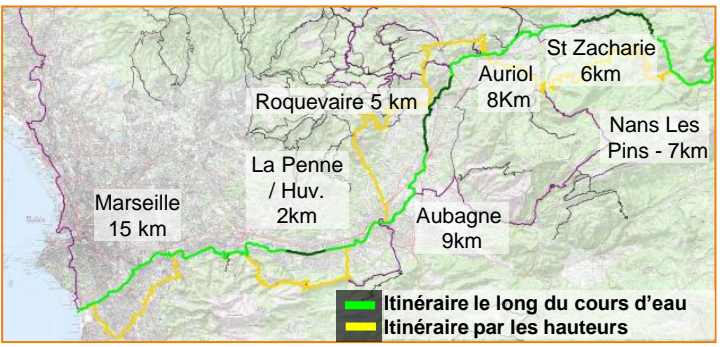 St Zacharie
6km
Auriol
8Km
Roquevaire 5 km
Nans Les
Pins - 7km
La Penne
/ Huv.
2km
Marseille
15 km
Aubagne
9km
Itinéraire le long du cours d'eau
Itinéraire par les hauteurs